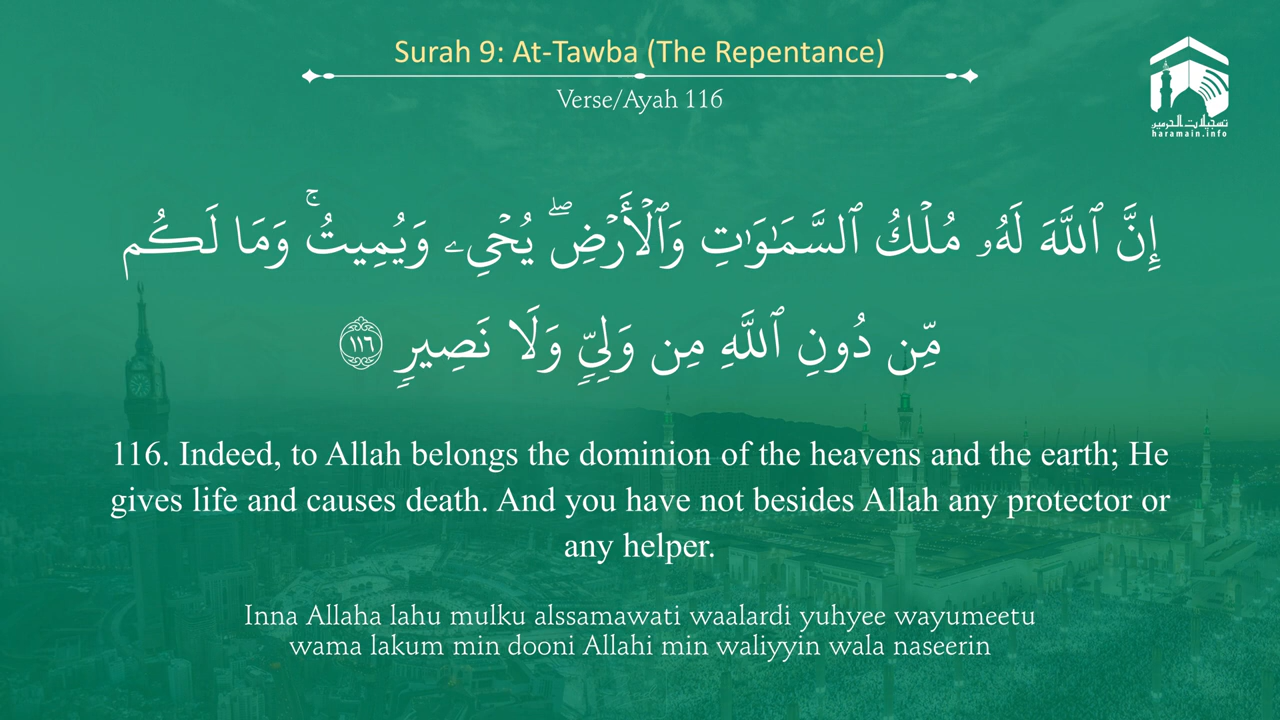 Surah 9: At-Tawba (The Repentance)
Verse/Ayah 116
تسجيلات الحرمين
haramain.info
إِنَّ ٱللَّهَ لَهُۥ مُلْكُ ٱلسَّمَـٰوَٰتِ وَٱلْأَرْضِ ۖ يُحْىِۦ وَيُمِيتُ ۚ وَمَا لَكُم
مِّن دُونِ ٱللَّهِ مِن وَلِىٍّۢ وَلَا نَصِيرٍۢ ١١٦
116. Indeed, to Allah belongs the dominion of the heavens and the earth; He
gives life and causes death. And you have not besides Allah any protector or
any helper.
Inna Allaha lahu mulku alssamawati waalardi yuhyee wayumeetu
wama lakum min dooni Allahi min waliyyin wala naseerin